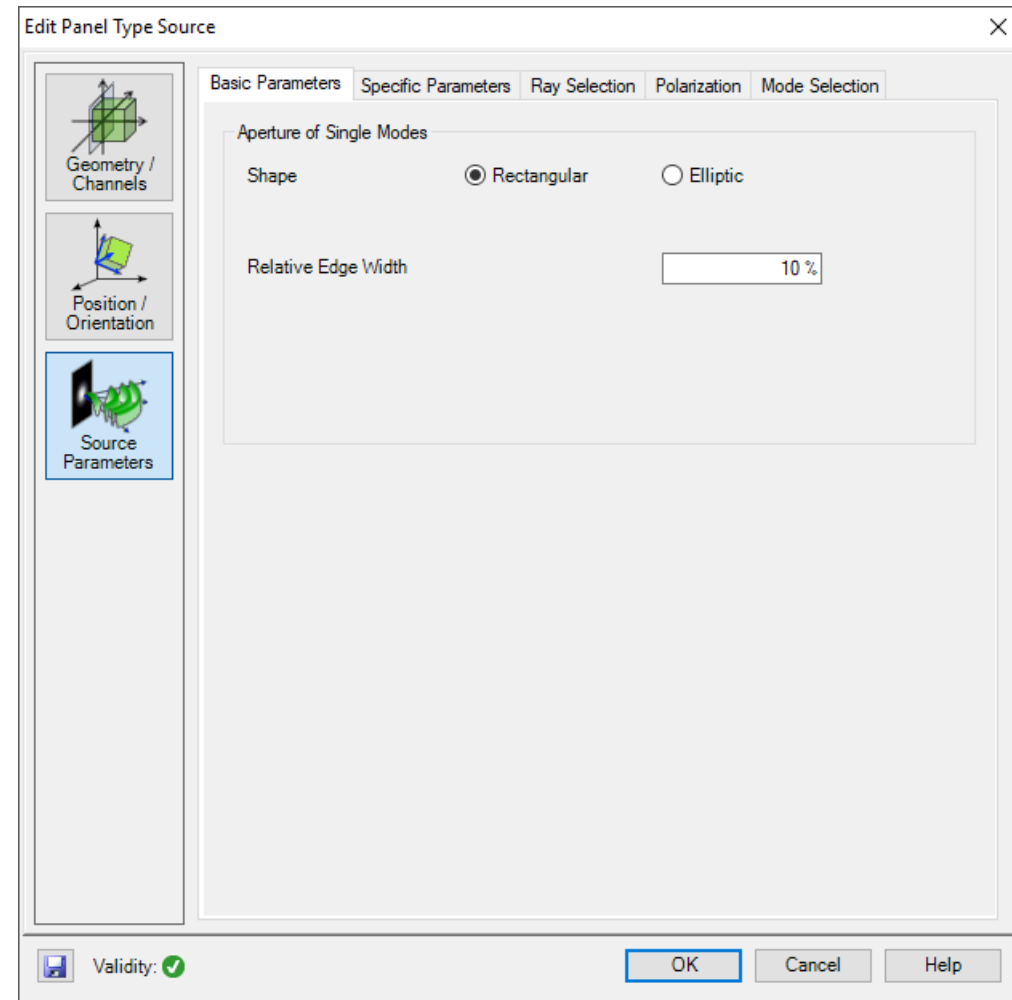 Edit Panel Type Source
Geometry /
Channels
Position /
Orientation
Source
Parameters
Basic Parameters Specific Parameters Ray Selection Polarization Mode Selection
Aperture of Single Modes
Shape Rectangular Elliptic
Relative Edge Width 10 %
Validity: OK Cancel Help